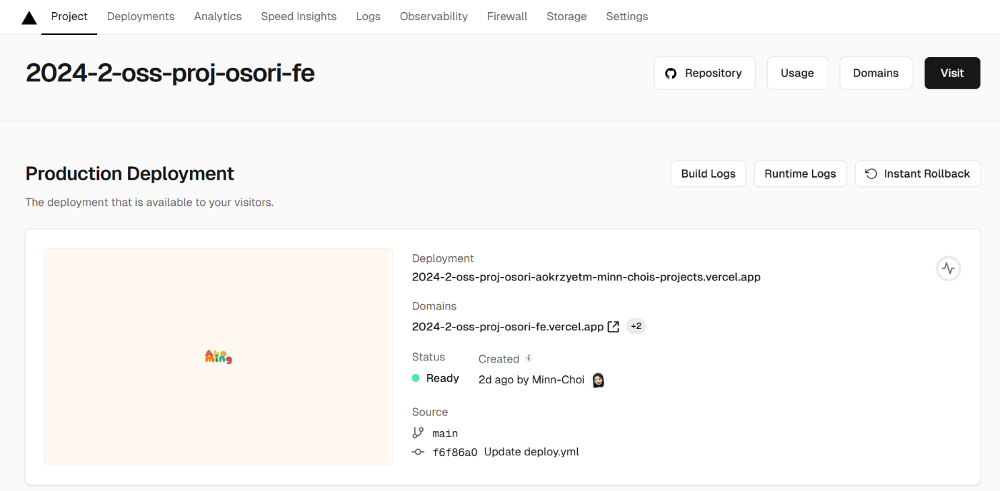 Project Deployments Analytics Speed Insights Logs Observability Firewall Storage Settings
2024-2-oss-proj-osori-fe
Repository Usage Domains Visit
Production Deployment
Build Logs Runtime Logs Instant Rollback
The deployment that is available to your visitors.
Deployment
2024-2-oss-proj-osori-aokrzyetm-minn-chois-projects.vercel.app
Domains
2024-2-oss-proj-osori-fe.vercel.app +2
Status Created
Ready 2d ago by Minn-Choi
Source
main
f6f86a0 Update deploy.yml